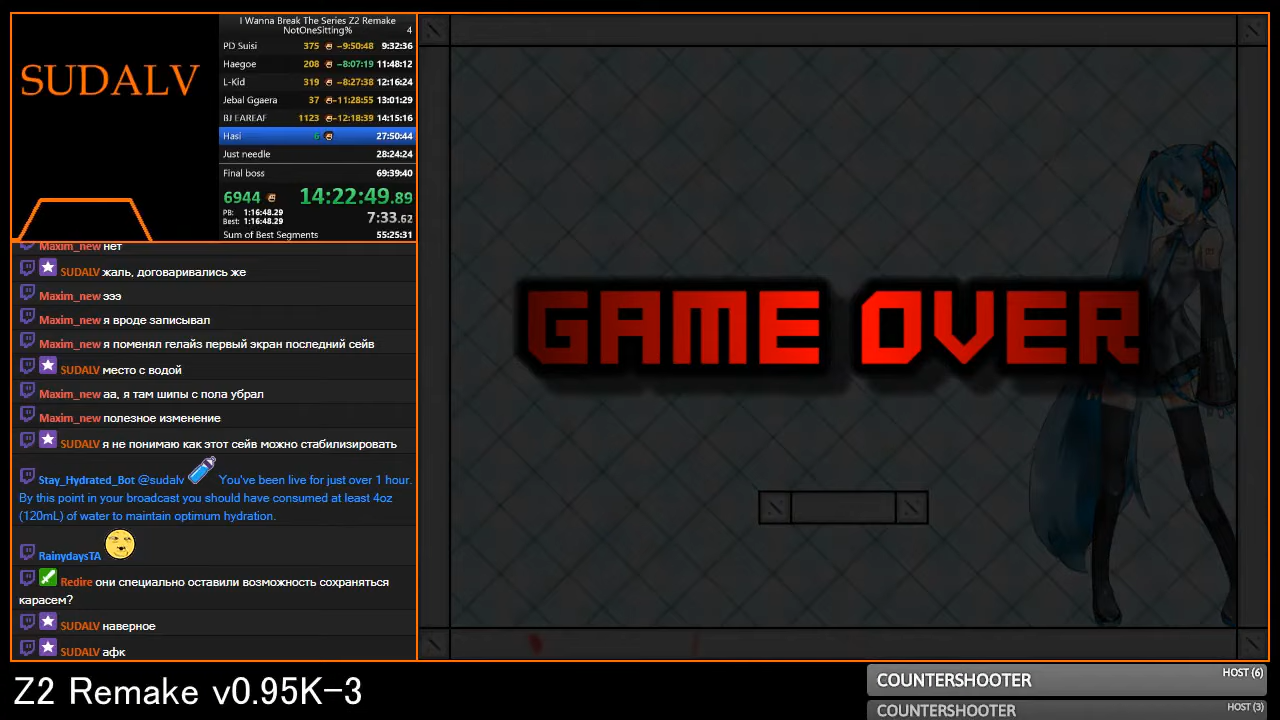 SUDALV
I Wanna Break The Series Z2 Remake
NotOneSitting% 4
PD Suisi 375 −9:50:48 9:32:36
Haegoe 208 −8:07:19 11:48:12
L-Kid 319 −8:27:38 12:16:24
Jebal Ggaera 37 −11:28:55 13:01:29
BJ EAREAF 1123 −12:18:39 14:15:16
Hasi 6 27:50:44
Just needle 28:24:24
Final boss 69:39:40
6944 14:22:49.89
PB: 1:16:48.29
Best: 1:16:48.29
7:33.62
Sum of Best Segments 55:25:31
Maxim_new нет
SUDALV жаль, договаривались же
Maxim_new эээ
Maxim_new я вроде записывал
Maxim_new я поменял гелайз первый экран последний сейв
SUDALV место с водой
Maxim_new аа, я там шипы с пола убрал
Maxim_new полезное изменение
SUDALV я не понимаю как этот сейв можно стабилизировать
Stay_Hydrated_Bot @sudalv You've been live for just over 1 hour.
By this point in your broadcast you should have consumed at least 4oz
(120mL) of water to maintain optimum hydration.
RainydaysTA
Redire они специально оставили возможность сохраняться
карасем?
SUDALV наверное
SUDALV афк
GAME OVER
Z2 Remake v0.95K-3
COUNTERSHOOTER HOST (6)
COUNTERSHOOTER HOST (3)